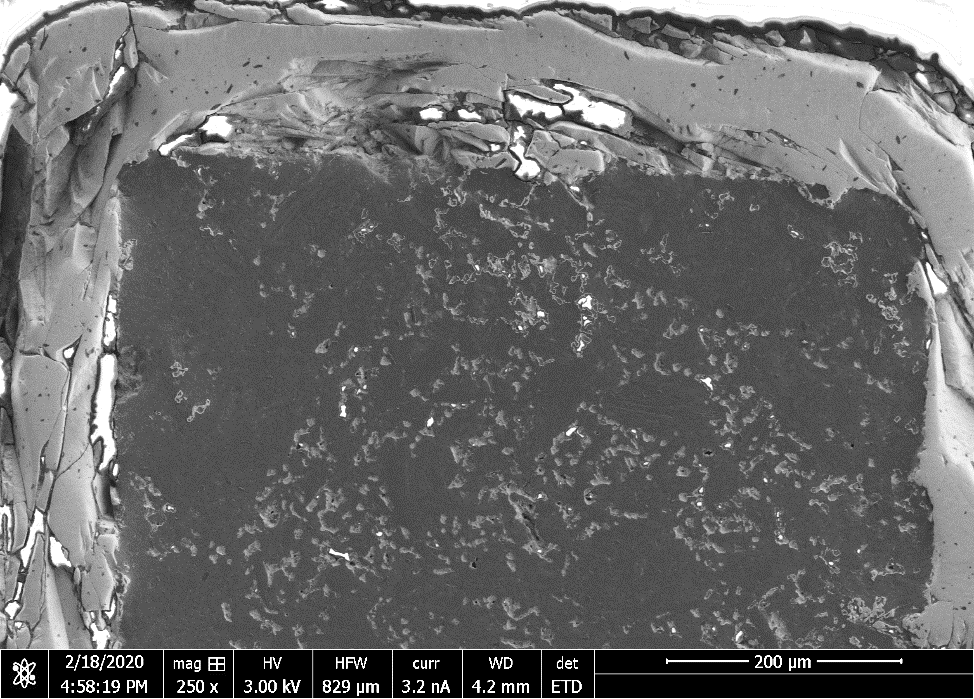 2/18/2020
4:58:19 PM
mag
250 x
HV
3.00 kV
HFW
829 µm
curr
3.2 nA
WD
4.2 mm
det
ETD
200 µm